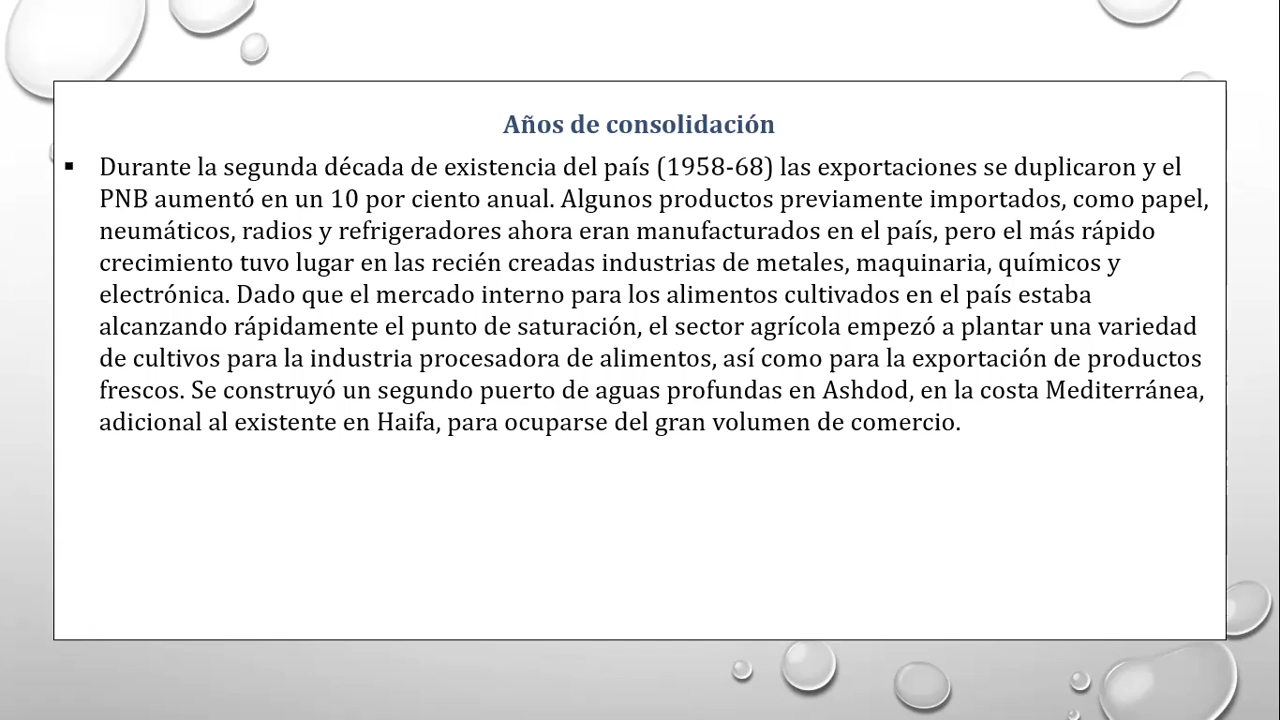 Años de consolidación
▪ Durante la segunda década de existencia del país (1958-68) las exportaciones se duplicaron y el
PNB aumentó en un 10 por ciento anual. Algunos productos previamente importados, como papel,
neumáticos, radios y refrigeradores ahora eran manufacturados en el país, pero el más rápido
crecimiento tuvo lugar en las recién creadas industrias de metales, maquinaria, químicos y
electrónica. Dado que el mercado interno para los alimentos cultivados en el país estaba
alcanzando rápidamente el punto de saturación, el sector agrícola empezó a plantar una variedad
de cultivos para la industria procesadora de alimentos, así como para la exportación de productos
frescos. Se construyó un segundo puerto de aguas profundas en Ashdod, en la costa Mediterránea,
adicional al existente en Haifa, para ocuparse del gran volumen de comercio.